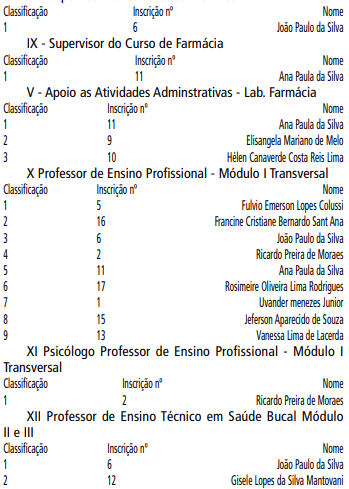 Classificação Inscrição nº Nome
1 6 João Paulo da Silva
IX - Supervisor do Curso de Farmácia
Classificação Inscrição nº Nome
1 11 Ana Paula da Silva
V - Apoio as Atividades Adminstrativas - Lab. Farmácia
Classificação Inscrição nº Nome
1 11 Ana Paula da Silva
2 9 Elisangela Mariano de Melo
3 10 Hélen Canaverde Costa Reis Lima
X Professor de Ensino Profissional - Módulo I Transversal
Classificação Inscrição nº Nome
1 5 Fulvio Emerson Lopes Colussi
2 16 Francine Cristiane Bernardo Sant Ana
3 6 João Paulo da Silva
4 2 Ricardo Preira de Moraes
5 11 Ana Paula da Silva
6 17 Rosimeire Oliveira Lima Rodrigues
7 1 Uvander menezes Junior
8 15 Jeferson Aparecido de Souza
9 13 Vanessa Lima de Lacerda
XI Psicólogo Professor de Ensino Profissional - Módulo I
Transversal
Classificação Inscrição nº Nome
1 2 Ricardo Preira de Moraes
XII Professor de Ensino Técnico em Saúde Bucal Módulo
II e III
Classificação Inscrição nº Nome
1 6 João Paulo da Silva
2 12 Gisele Lopes da Silva Mantovani